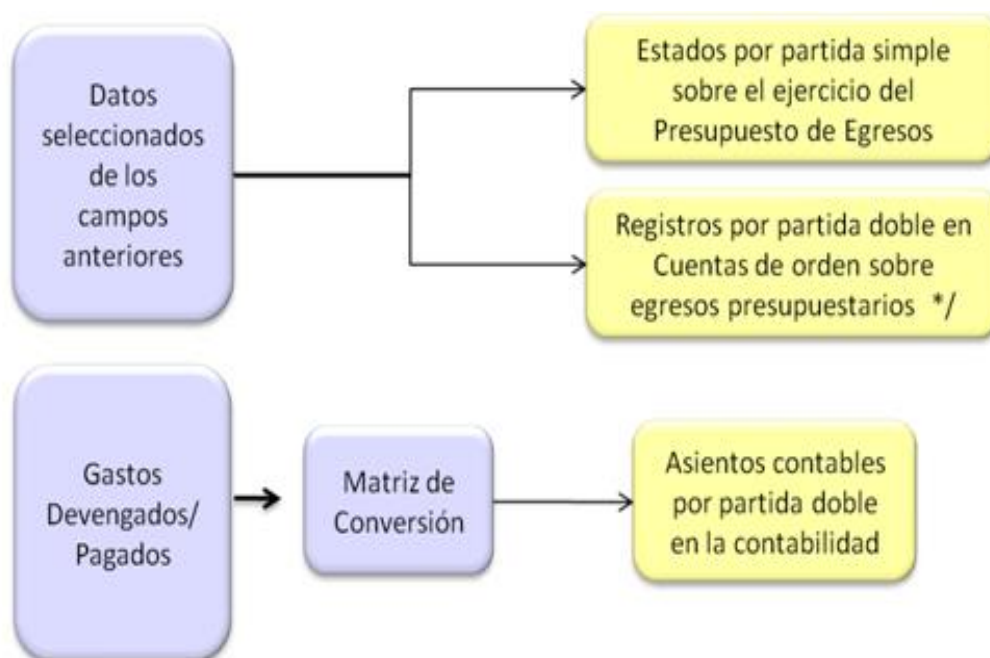 Datos
seleccionados
de los
campos
anteriores
Estados por partida simple
sobre el ejercicio del
Presupuesto de Egresos
Registros por partida doble en
Cuentas de orden sobre
egresos presupuestarios */
Gastos
Devengados/
Pagados
Matriz de
Conversión
Asientos contables
por partida doble
en la contabilidad